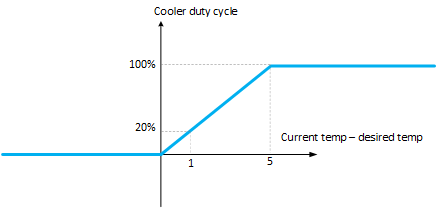 Cooler duty cycle
100%
20%
Current temp – desired temp
1
5